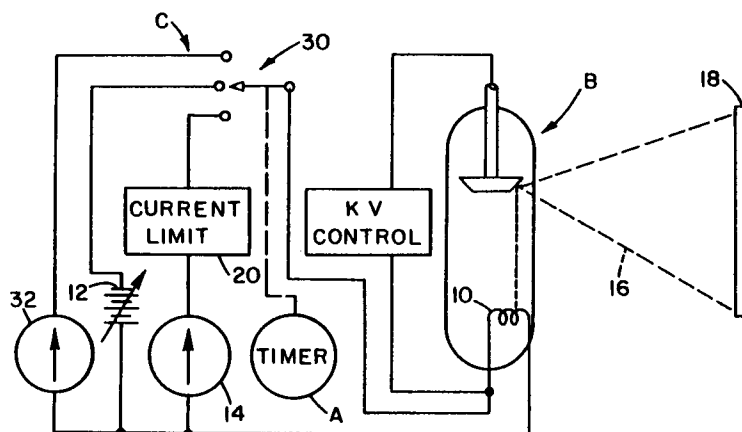 C
30
B
18
CURRENT
LIMIT
20
K V
CONTROL
12
32
10
16
TIMER
14
A